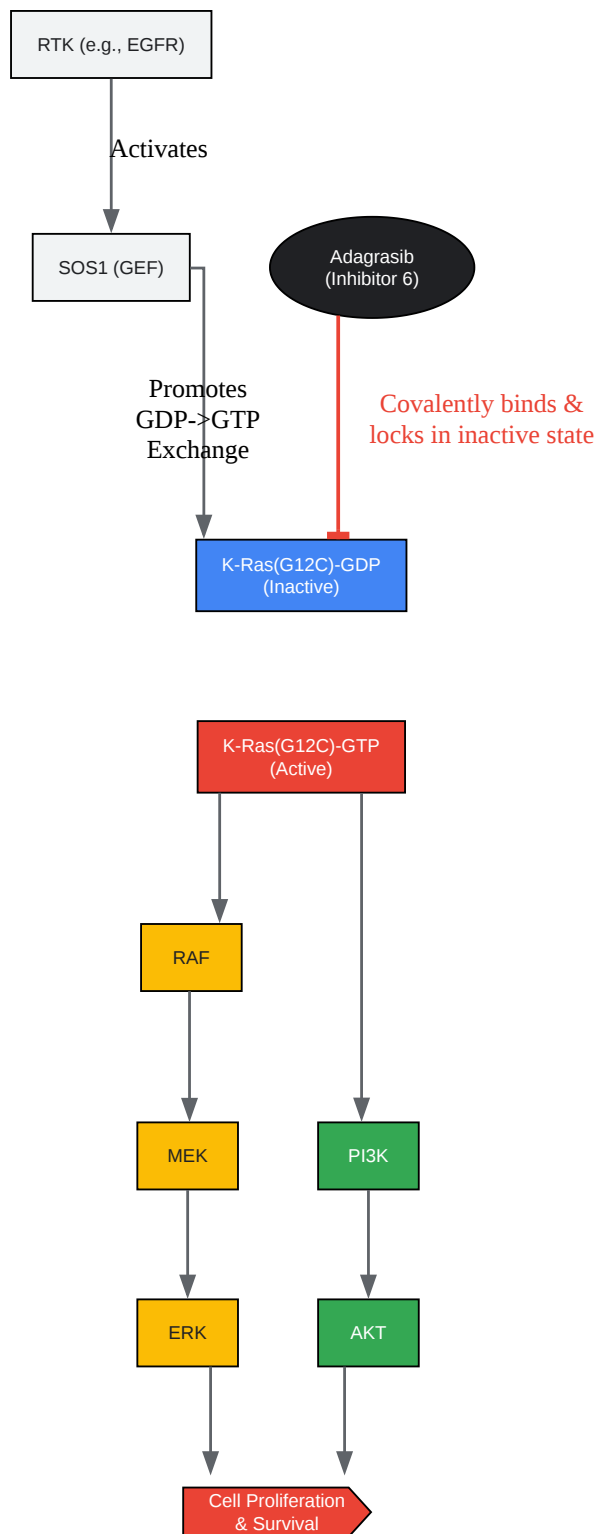 RTK (e.g., EGFR)
Activates
SOS1 (GEF)
Adagrasib
(Inhibitor 6)
Promotes
GDP->GTP
Exchange
Covalently binds &
locks in inactive state
K-Ras(G12C)-GDP
(Inactive)
K-Ras(G12C)-GTP
(Active)
RAF
MEK
PI3K
ERK
AKT
Cell Proliferation
& Survival